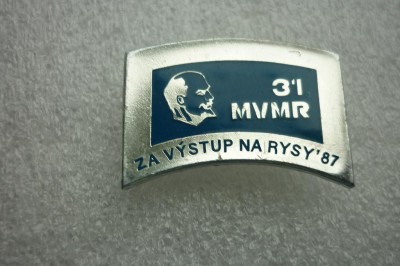 31
MVMR
ZA VÝSTUP NA RYSY '87